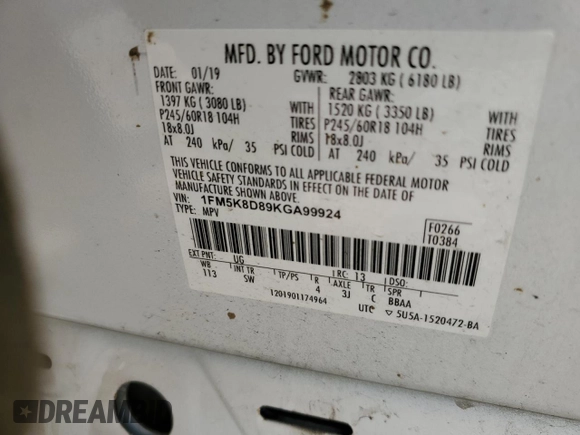 MFD. BY FORD MOTOR CO.
DATE: 01/19 GVWR: 2803 KG ( 6180 LB)
FRONT GAWR: REAR GAWR:
1397 KG ( 3080 LB) WITH 1520 KG ( 3350 LB) WITH
P245/60R18 104H TIRES P245/60R18 104H TIRES
18x8.0J RIMS 18x8.0J RIMS
AT 240 kPa/ 35 PSI COLD AT 240 kPa/ 35 PSI COLD
THIS VEHICLE CONFORMS TO ALL APPLICABLE FEDERAL MOTOR
VEHICLE SAFETY STANDARDS IN EFFECT ON THE DATE OF
MANUFACTURE SHOWN ABOVE.
VIN: 1FM5K8D89KGA99924
TYPE: MPV
F0266
T0384
EXT PNT: UG RC: 13 DSO:
WB INT TR TP/PS R AXLE TR SPR
113 SW 4 3J C BBAA
1201901174964 UTC ▽ 5U5A-1520472-BA
DREAMBID